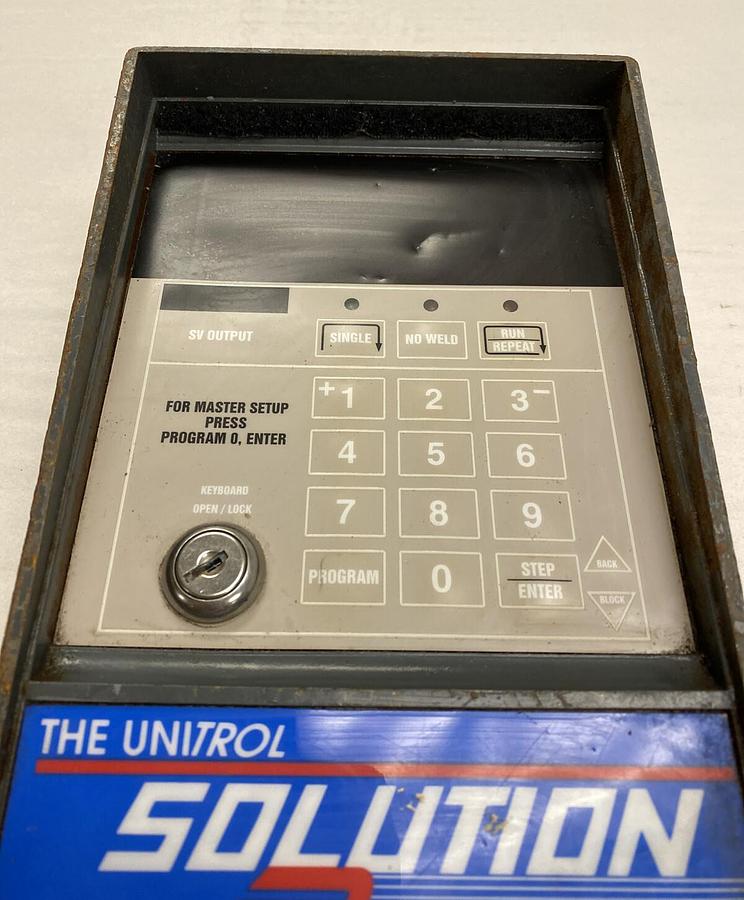 SV OUTPUT
SINGLE
NO WELD
RUN
REPEAT
FOR MASTER SETUP
PRESS
PROGRAM 0, ENTER
+1
2
3−
4
5
6
KEYBOARD
OPEN / LOCK
7
8
9
PROGRAM
0
STEP
ENTER
BACK
BLOCK
THE UNITROL
SOLUTION